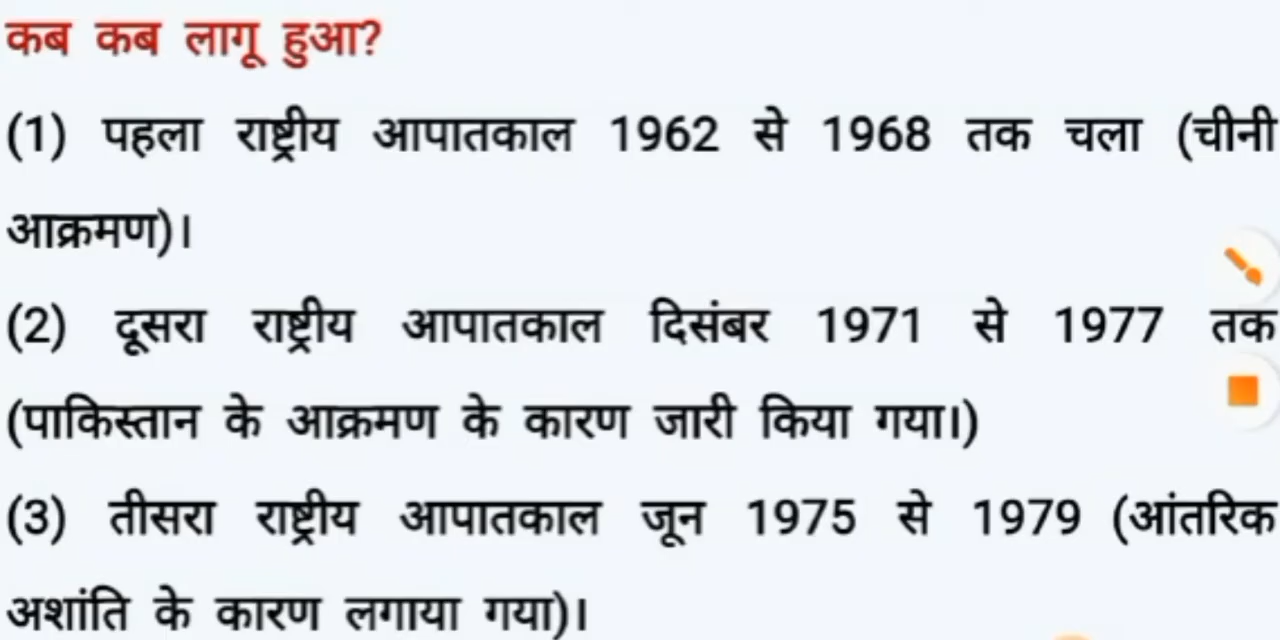 कब कब लागू हुआ?
(1) पहला राष्ट्रीय आपातकाल 1962 से 1968 तक चला (चीनी
आक्रमण)।
(2) दूसरा राष्ट्रीय आपातकाल दिसंबर 1971 से 1977 तक
(पाकिस्तान के आक्रमण के कारण जारी किया गया।)
(3) तीसरा राष्ट्रीय आपातकाल जून 1975 से 1979 (आंतरिक
अशांति के कारण लगाया गया)।